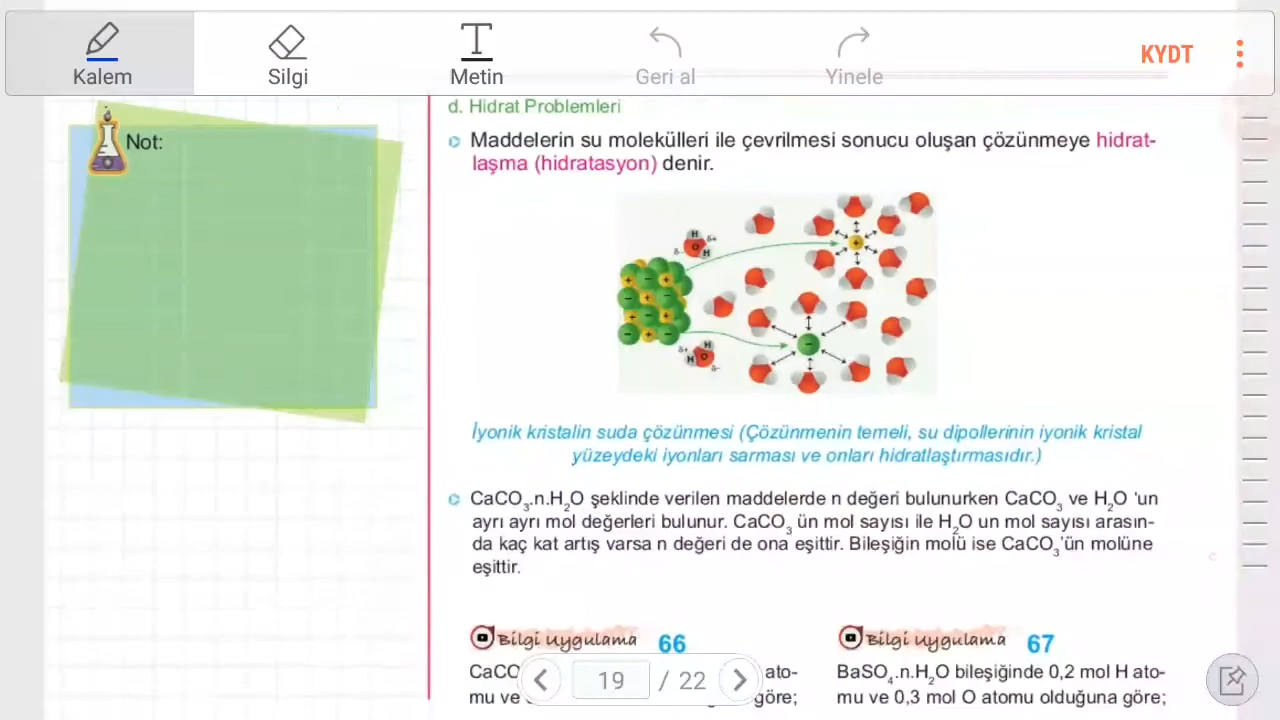 Kalem
Silgi
Metin
Geri al
Yinele
KYDT
Not:
d. Hidrat Problemleri
Maddelerin su molekülleri ile çevrilmesi sonucu oluşan çözünmeye hidrat-
laşma (hidratasyon) denir.
H
δ+
O
δ-
H
+
-
δ+
H
H
O
δ-
İyonik kristalin suda çözünmesi (Çözünmenin temeli, su dipollerinin iyonik kristal
yüzeydeki iyonları sarması ve onları hidratlaştırmasıdır.)
CaCO₃.n.H₂O şeklinde verilen maddelerde n değeri bulunurken CaCO₃ ve H₂O 'un
ayrı ayrı mol değerleri bulunur. CaCO₃ ün mol sayısı ile H₂O un mol sayısı arasın-
da kaç kat artış varsa n değeri de ona eşittir. Bileşiğin molü ise CaCO₃'ün molüne
eşittir.
Bilgi Uygulama 66
CaCO
ato-
mu ve
göre;
Bilgi Uygulama 67
BaSO₄.n.H₂O bileşiğinde 0,2 mol H ato-
mu ve 0,3 mol O atomu olduğuna göre;
19 / 22